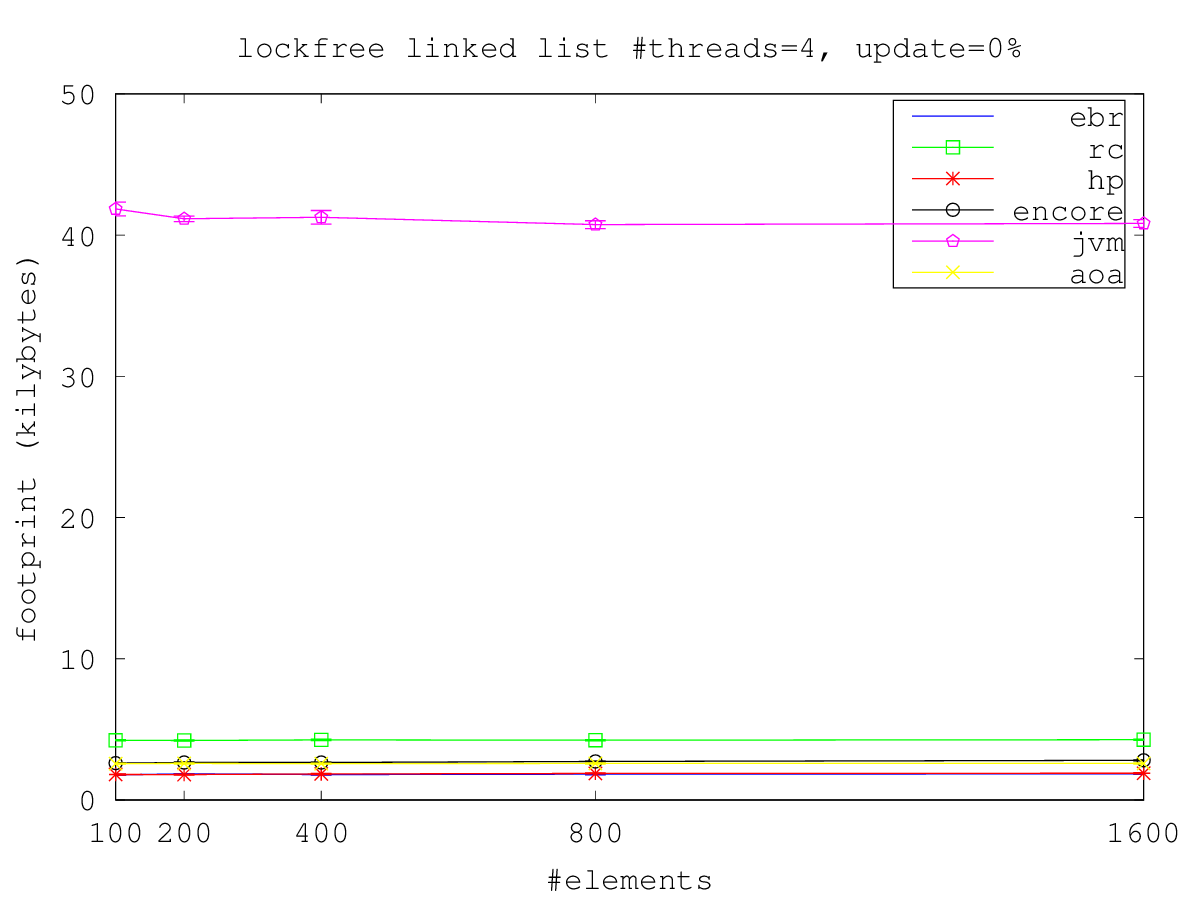 lockfree linked list #threads=4, update=0%
50
40
30
20
10
0
footprint (kilybytes)
ebr
rc
hp
encore
jvm
aoa
100 200 400 800 1600
#elements